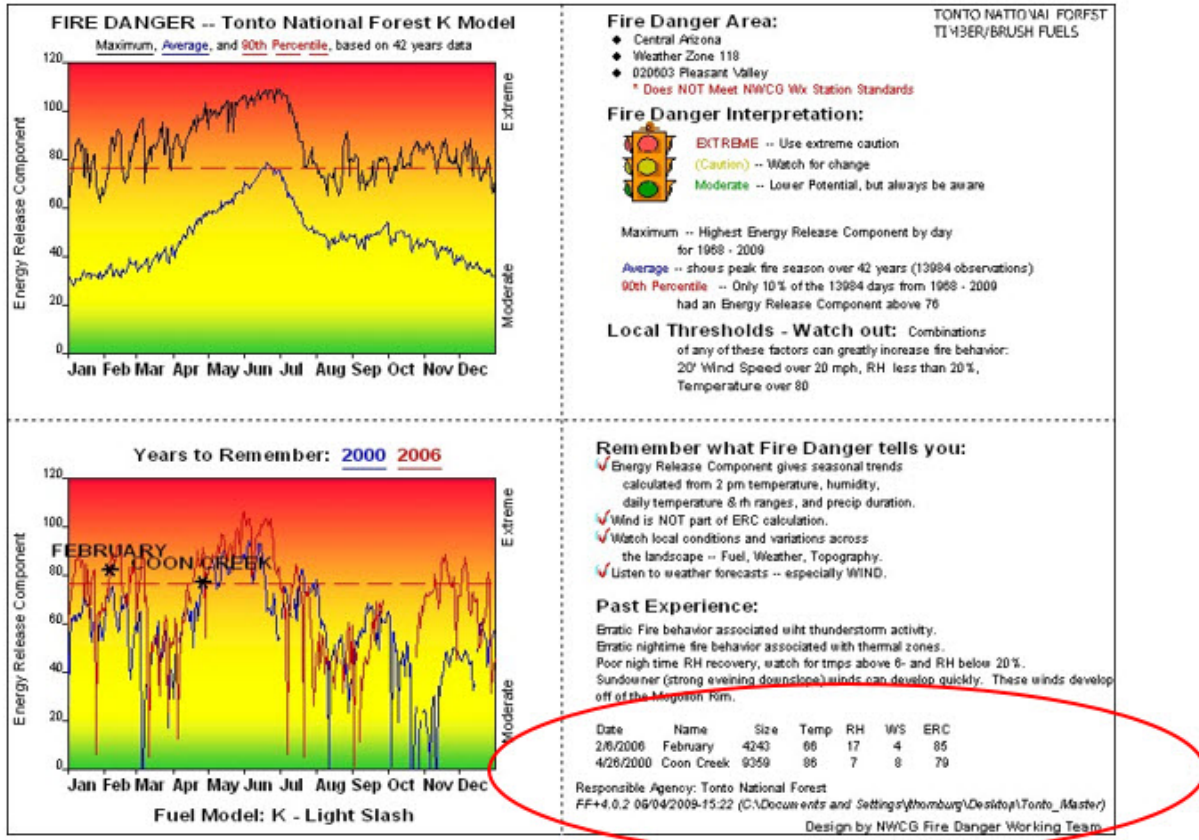 FIRE DANGER -- Tonto National Forest K Model
Maximum, Average, and 90th Percentile, based on 42 years data
Energy Release Component
120
100
80
60
40
20
0
Extreme
Moderate
Jan Feb Mar Apr May Jun Jul Aug Sep Oct Nov Dec
Fire Danger Area:
TONTO NATIONAL FOREST
TIMBER/BRUSH FUELS
◆ Central Arizona
◆ Weather Zone 118
◆ 020603 Pleasant Valley
* Does NOT Meet NWCG Wx Station Standards
Fire Danger Interpretation:
EXTREME -- Use extreme caution
(Caution) -- Watch for change
Moderate -- Lower Potential, but always be aware
Maximum -- Highest Energy Release Component by day
for 1968 - 2009
Average -- shows peak fire season over 42 years (13984 observations)
90th Percentile -- Only 10% of the 13984 days from 1968 - 2009
had an Energy Release Component above 76
Local Thresholds - Watch out: Combinations
of any of these factors can greatly increase fire behavior:
20' Wind Speed over 20 mph, RH less than 20%,
Temperature over 80
Years to Remember: 2000 2006
Energy Release Component
120
100
80
60
40
20
0
FEBRUARY
COON CREEK
Extreme
Moderate
Jan Feb Mar Apr May Jun Jul Aug Sep Oct Nov Dec
Fuel Model: K - Light Slash
Remember what Fire Danger tells you:
Energy Release Component gives seasonal trends
calculated from 2 pm temperature, humidity,
daily temperature & rh ranges, and precip duration.
Wind is NOT part of ERC calculation.
Watch local conditions and variations across
the landscape -- Fuel, Weather, Topography.
Listen to weather forecasts -- especially WIND.
Past Experience:
Erratic Fire behavior associated wiht thunderstorm activity.
Erratic nightime fire behavior associated with thermal zones.
Poor nigh time RH recovery, watch for tmps above 6- and RH below 20%.
Sundowner (strong eveining downslope) winds can develop quickly. These winds develop
off of the Mogollon Rim.
Date Name Size Temp RH WS ERC
2/6/2006 February 4243 66 17 4 85
4/26/2000 Coon Creek 9359 86 7 8 79
Responsible Agency: Tonto National Forest
FF+4.0.2 06/04/2009-15:22 (C:\Documents and Settings\jthornburg\Desktop\Tonto_Master)
Design by NWCG Fire Danger Working Team